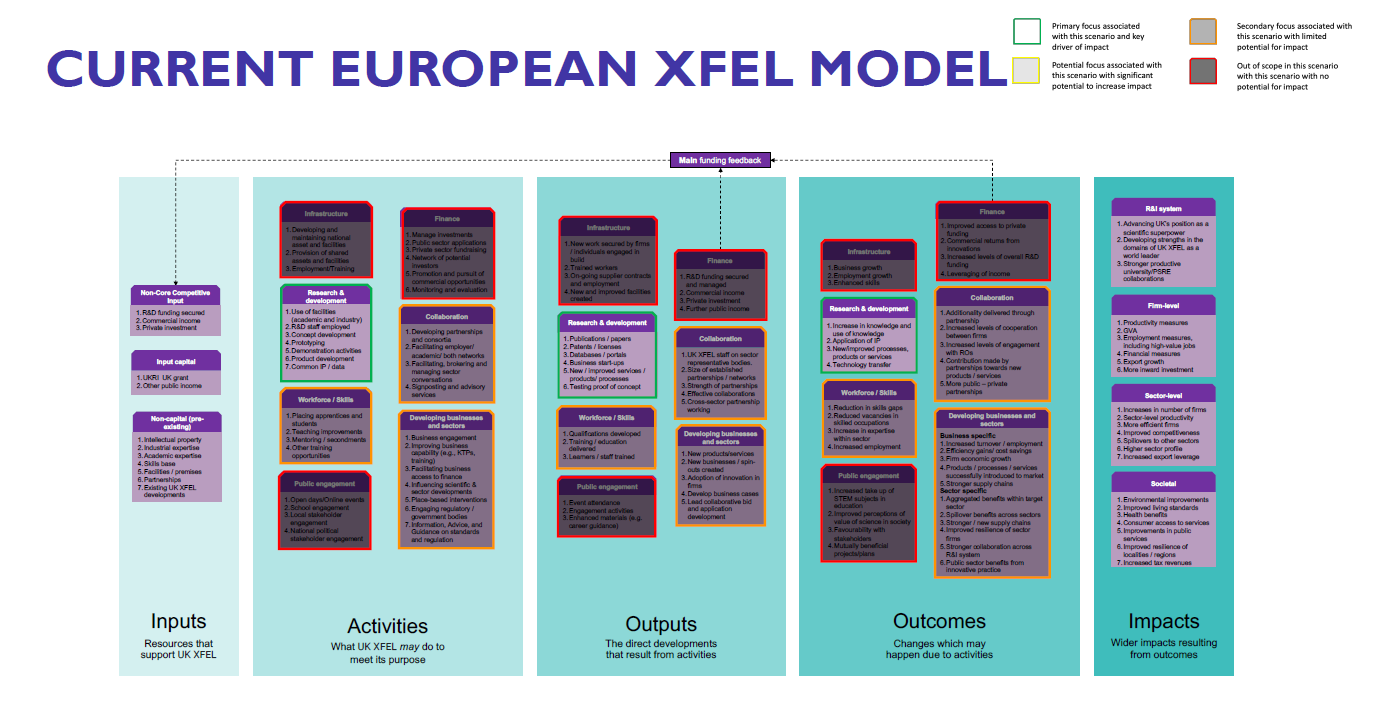 CURRENT EUROPEAN XFEL MODEL
Primary focus associated
with this scenario and key
driver of impact
Secondary focus associated with
this scenario with limited
potential for impact
Potential focus associated with
this scenario with significant
potential to increase impact
Out of scope in this scenario
with this scenario with no
potential for impact
Main funding feedback
Non-Core Competitive
Input
1. R&D funding secured
2. Commercial income
3. Private investment
Input capital
1. UKRI UK grant
2. Other public income
Non-capital (pre-
existing)
1. Intellectual property
2. Industrial expertise
3. Academic expertise
4. Skills base
5. Facilities / premises
6. Partnerships
7. Existing UK XFEL
developments
Inputs
Resources that
support UK XFEL
Infrastructure
1. Developing and
maintaining national
asset and facilities
2. Provision of shared
assets and facilities
3. Employment/Training
Research &
development
1. Use of facilities
(academic and industry)
2. R&D staff employed
3. Concept development
4. Prototyping
5. Demonstration activities
6. Product development
7. Common IP / data
Workforce / Skills
1. Placing apprentices and
students
2. Teaching improvements
3. Mentoring / secondments
4. Other training
opportunities
Public engagement
1. Open days/Online events
2. School engagement
3. Local stakeholder
engagement
4. National political
stakeholder engagement
Finance
1. Manage investments
2. Public sector applications
3. Private sector fundraising
4. Network of potential
investors
5. Promotion and pursuit of
commercial opportunities
6. Monitoring and evaluation
Collaboration
1. Developing partnerships
and consortia
2. Facilitating employer/
academic/ both networks
3. Facilitating, brokering and
managing sector
conversations
4. Signposting and advisory
services
Developing businesses
and sectors
1. Business engagement
2. Improving business
capability (e.g., KTPs,
training)
3. Facilitating business
access to finance
4. Influencing scientific &
sector developments
5. Place-based interventions
6. Engaging regulatory /
government bodies
7. Information, Advice, and
Guidance on standards
and regulation
Activities
What UK XFEL may do to
meet its purpose
Infrastructure
1. New work secured by firms
/ individuals engaged in
build
2. Trained workers
3. On-going supplier contracts
and employment
4. New and improved facilities
created
Research & development
1. Publications / papers
2. Patents / licenses
3. Databases / portals
4. Business start-ups
5. New / Improved services /
products/ processes
6. Testing proof of concept
Workforce / Skills
1. Qualifications developed
2. Training / education
delivered
3. Learners / staff trained
Public engagement
1. Event attendance
2. Engagement activities
3. Enhanced materials (e.g.
career guidance)
Finance
1. R&D funding secured
and managed
2. Commercial income
3. Private investment
4. Further public income
Collaboration
1. UK XFEL staff on sector
representative bodies.
2. Size of established
partnerships / networks
3. Strength of partnerships
4. Effective collaborations
5. Cross-sector partnership
working
Developing businesses
and sectors
1. New products/services
2. New businesses / spin-
outs created
3. Adoption of innovation in
firms
4. Develop business cases
5. Lead collaborative bid
and application
development
Outputs
The direct developments
that result from activities
Infrastructure
1. Business growth
2. Employment growth
3. Enhanced skills
Research & development
1. Increase in knowledge and
use of knowledge
2. Application of IP
3. New/improved processes,
products or services
4. Technology transfer
Workforce / Skills
1. Reduction in skills gaps
2. Reduced vacancies in
skilled occupations
3. Increase in expertise
within sector
4. Increased employment
Public engagement
1. Increased take up of
STEM subjects in
education
2. Improved perceptions of
value of science in society
3. Favourability with
stakeholders
4. Mutually beneficial
projects/plans
Finance
1. Improved access to private
funding
2. Commercial returns from
innovations
3. Increased levels of overall R&D
funding
4. Leveraging of income
Collaboration
1. Additionality delivered through
partnership
2. Increased levels of cooperation
between firms
3. Increased levels of engagement
with ROs
4. Contribution made by
partnerships towards new
products / services
5. More public – private
partnerships
Developing businesses and
sectors
Business specific
1. Increased turnover / employment
2. Efficiency gains/ cost savings
3. Firm economic growth
4. Products / processes / services
successfully introduced to market
5. Stronger supply chains
Sector specific
1. Aggregated benefits within target
sector
2. Spillover benefits across sectors
3. Stronger / new supply chains
4. Improved resilience of sector
firms
5. Stronger collaboration across
R&I system
6. Public sector benefits from
innovative practice
Outcomes
Changes which may
happen due to activities
R&I system
1. Advancing UK's position as a
scientific superpower
2. Developing strengths in the
domains of UK XFEL as a
world leader
3. Stronger productive
university/PSRE
collaborations
Firm-level
1. Productivity measures
2. GVA
3. Employment measures,
including high-value jobs
4. Financial measures
5. Export growth
6. More inward investment
Sector-level
1. Increases in number of firms
2. Sector-level productivity
3. More efficient firms
4. Improved competitiveness
5. Spillovers to other sectors
6. Higher sector profile
7. Increased export leverage
Societal
1. Environmental improvements
2. Improved living standards
3. Health benefits
4. Consumer access to services
5. Improvements in public
services
6. Improved resilience of
localities / regions
7. Increased tax revenues
Impacts
Wider impacts resulting
from outcomes